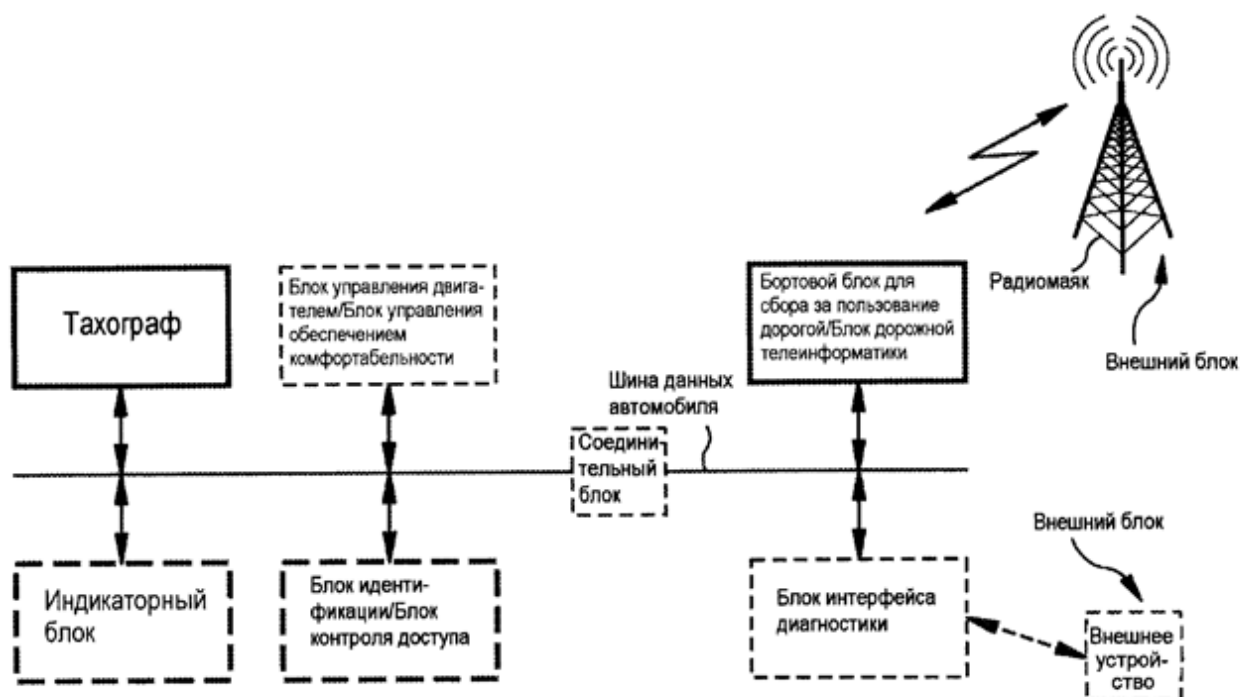 Тахограф
Блок управления двига-
телем/Блок управления
обеспечением
комфортабельности
Бортовой блок для
сбора за пользование
дорогой/Блок дорожной
телеинформатики
Радиомаяк
Внешний блок
Шина данных
автомобиля
Соедини-
тельный
блок
Индикаторный
блок
Блок иденти-
фикации/Блок
контроля доступа
Блок интерфейса
диагностики
Внешний блок
Внешнее
устрой-
ство